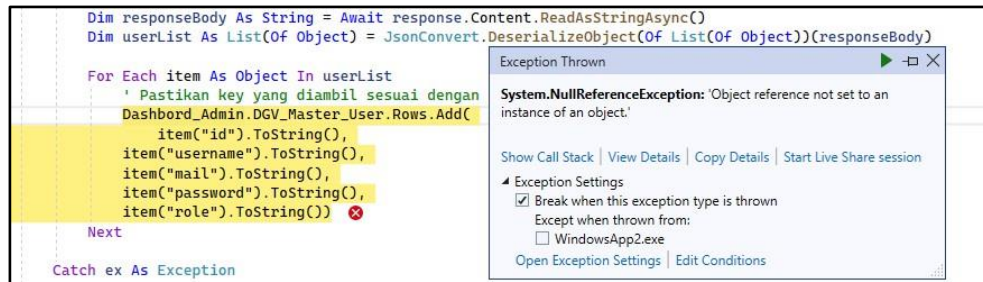 Dim responseBody As String = Await response.Content.ReadAsStringAsync()
Dim userList As List(Of Object) = JsonConvert.DeserializeObject(Of List(Of Object))(responseBody)
For Each item As Object In userList
' Pastikan key yang diambil sesuai dengan
Dashbord_Admin.DGV_Master_User.Rows.Add(
item("id").ToString(),
item("username").ToString(),
item("mail").ToString(),
item("password").ToString(),
item("role").ToString())
Next
Catch ex As Exception
Exception Thrown
System.NullReferenceException: 'Object reference not set to an
instance of an object.'
Show Call Stack | View Details | Copy Details | Start Live Share session
Exception Settings
Break when this exception type is thrown
Except when thrown from:
WindowsApp2.exe
Open Exception Settings | Edit Conditions